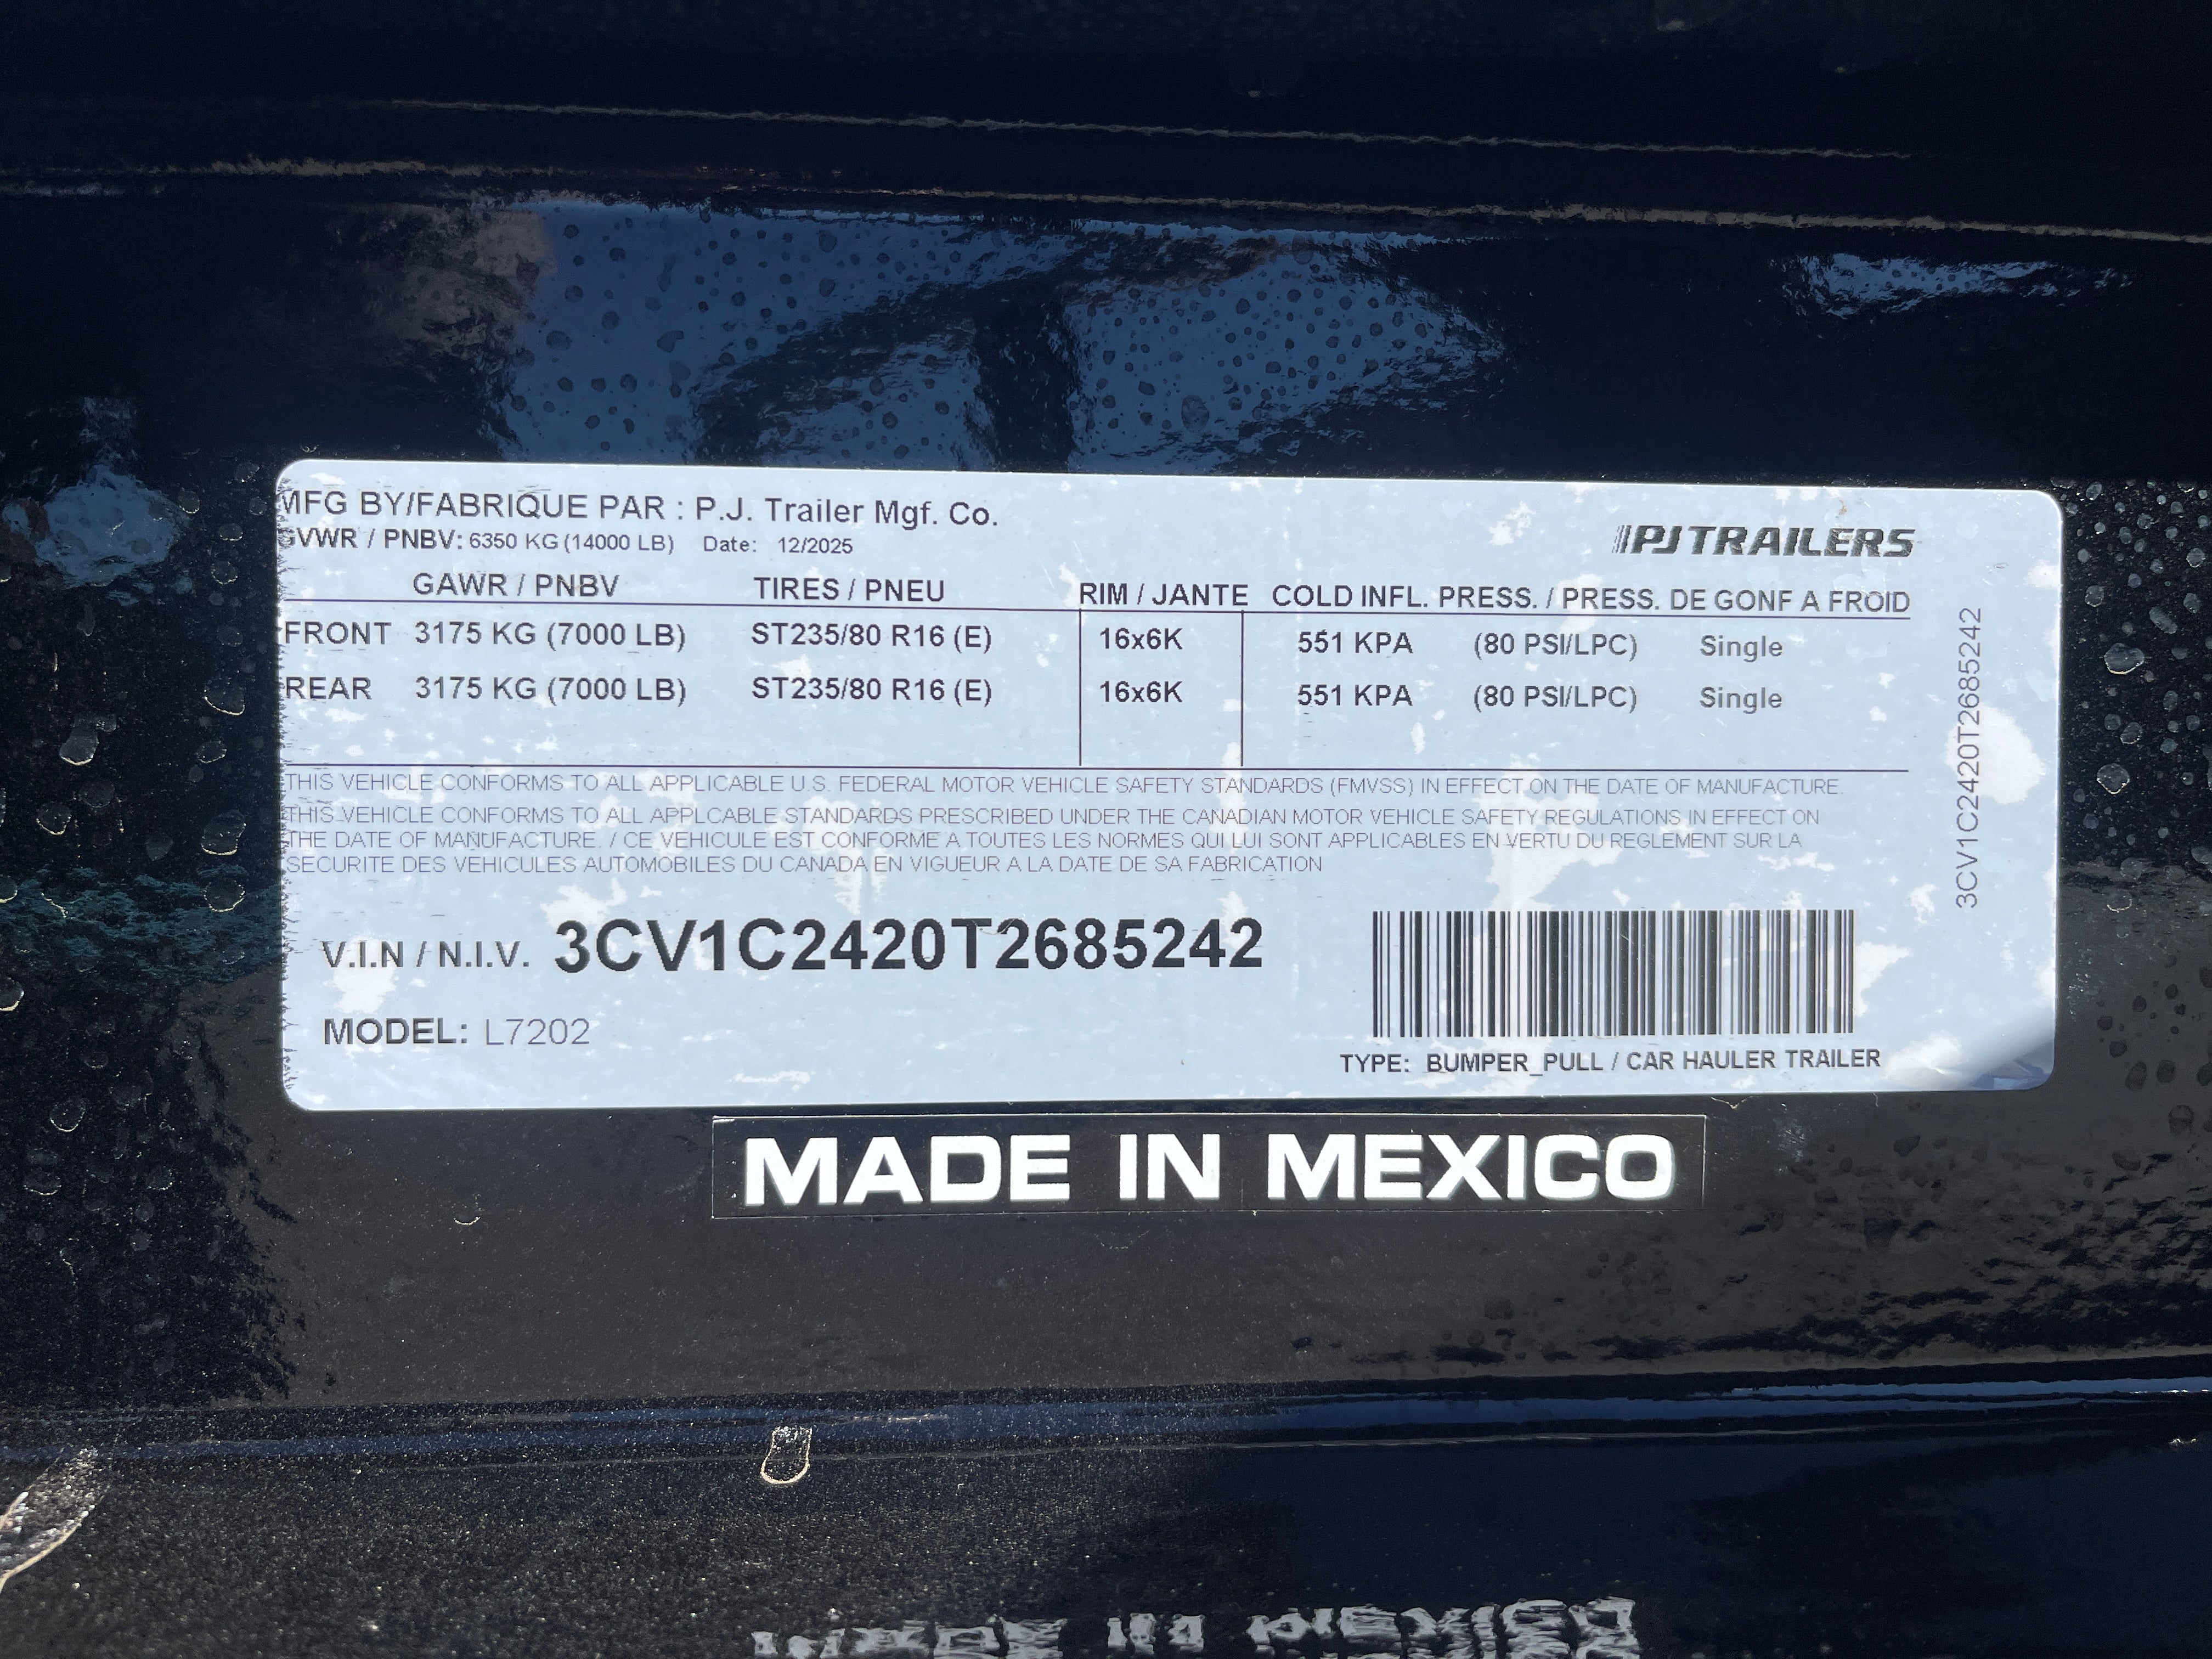 MFG BY/FABRIQUE PAR : P.J. Trailer Mgf. Co.
GVWR / PNBV: 6350 KG (14000 LB) Date: 12/2025
PJ TRAILERS
GAWR / PNBV TIRES / PNEU RIM / JANTE COLD INFL. PRESS. / PRESS. DE GONF A FROID
FRONT 3175 KG (7000 LB) ST235/80 R16 (E) 16x6K 551 KPA (80 PSI/LPC) Single
REAR 3175 KG (7000 LB) ST235/80 R16 (E) 16x6K 551 KPA (80 PSI/LPC) Single
THIS VEHICLE CONFORMS TO ALL APPLICABLE U.S. FEDERAL MOTOR VEHICLE SAFETY STANDARDS (FMVSS) IN EFFECT ON THE DATE OF MANUFACTURE.
THIS VEHICLE CONFORMS TO ALL APPLCABLE STANDARDS PRESCRIBED UNDER THE CANADIAN MOTOR VEHICLE SAFETY REGULATIONS IN EFFECT ON
THE DATE OF MANUFACTURE. / CE VEHICULE EST CONFORME A TOUTES LES NORMES QUI LUI SONT APPLICABLES EN VERTU DU REGLEMENT SUR LA
SECURITE DES VEHICULES AUTOMOBILES DU CANADA EN VIGUEUR A LA DATE DE SA FABRICATION
V.I.N / N.I.V. 3CV1C2420T2685242
MODEL: L7202
TYPE: BUMPER_PULL / CAR HAULER TRAILER
3CV1C2420T2685242
MADE IN MEXICO